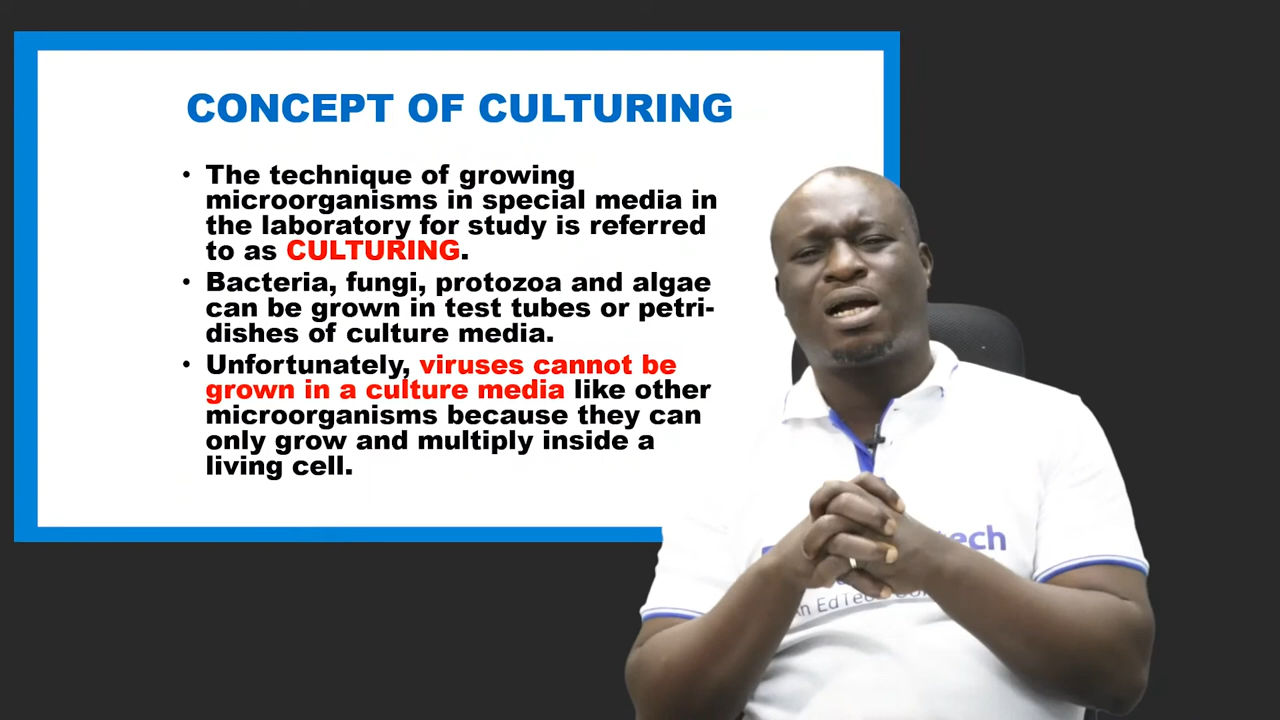 CONCEPT OF CULTURING
• The technique of growing
microorganisms in special media in
the laboratory for study is referred
to as CULTURING.
• Bacteria, fungi, protozoa and algae
can be grown in test tubes or petri-
dishes of culture media.
• Unfortunately, viruses cannot be
grown in a culture media like other
microorganisms because they can
only grow and multiply inside a
living cell.